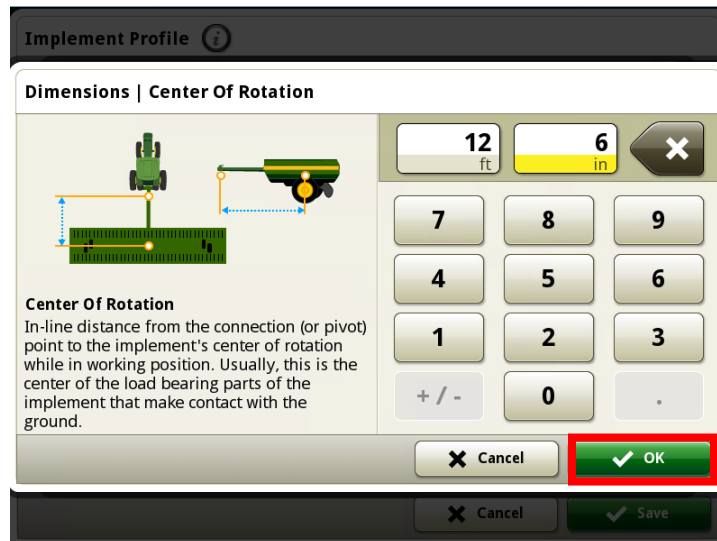 Implement Profile i
Dimensions | Center Of Rotation
12 ft 6 in
7 8 9
4 5 6
1 2 3
+ / - 0 .
Center Of Rotation
In-line distance from the connection (or pivot)
point to the implement's center of rotation
while in working position. Usually, this is the
center of the load bearing parts of the
implement that make contact with the
ground.
Cancel OK
Cancel Save